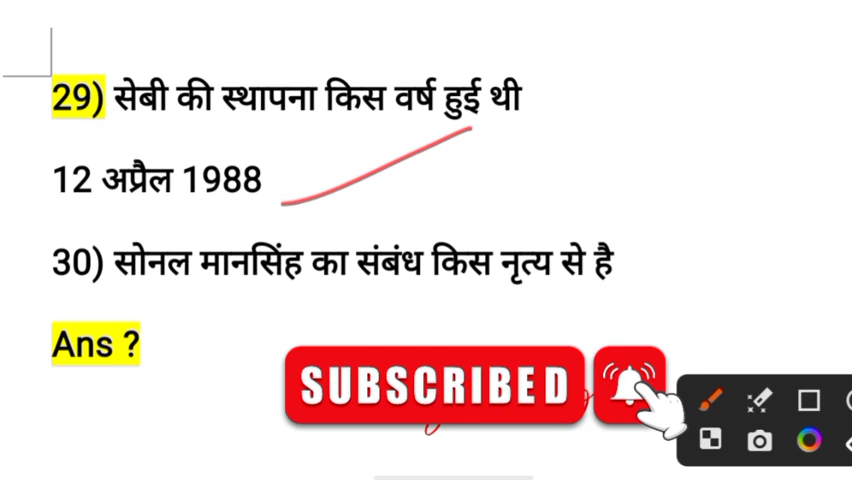 29) सेबी की स्थापना किस वर्ष हुई थी
12 अप्रैल 1988
30) सोनल मानसिंह का संबंध किस नृत्य से है
Ans ?
SUBSCRIBED